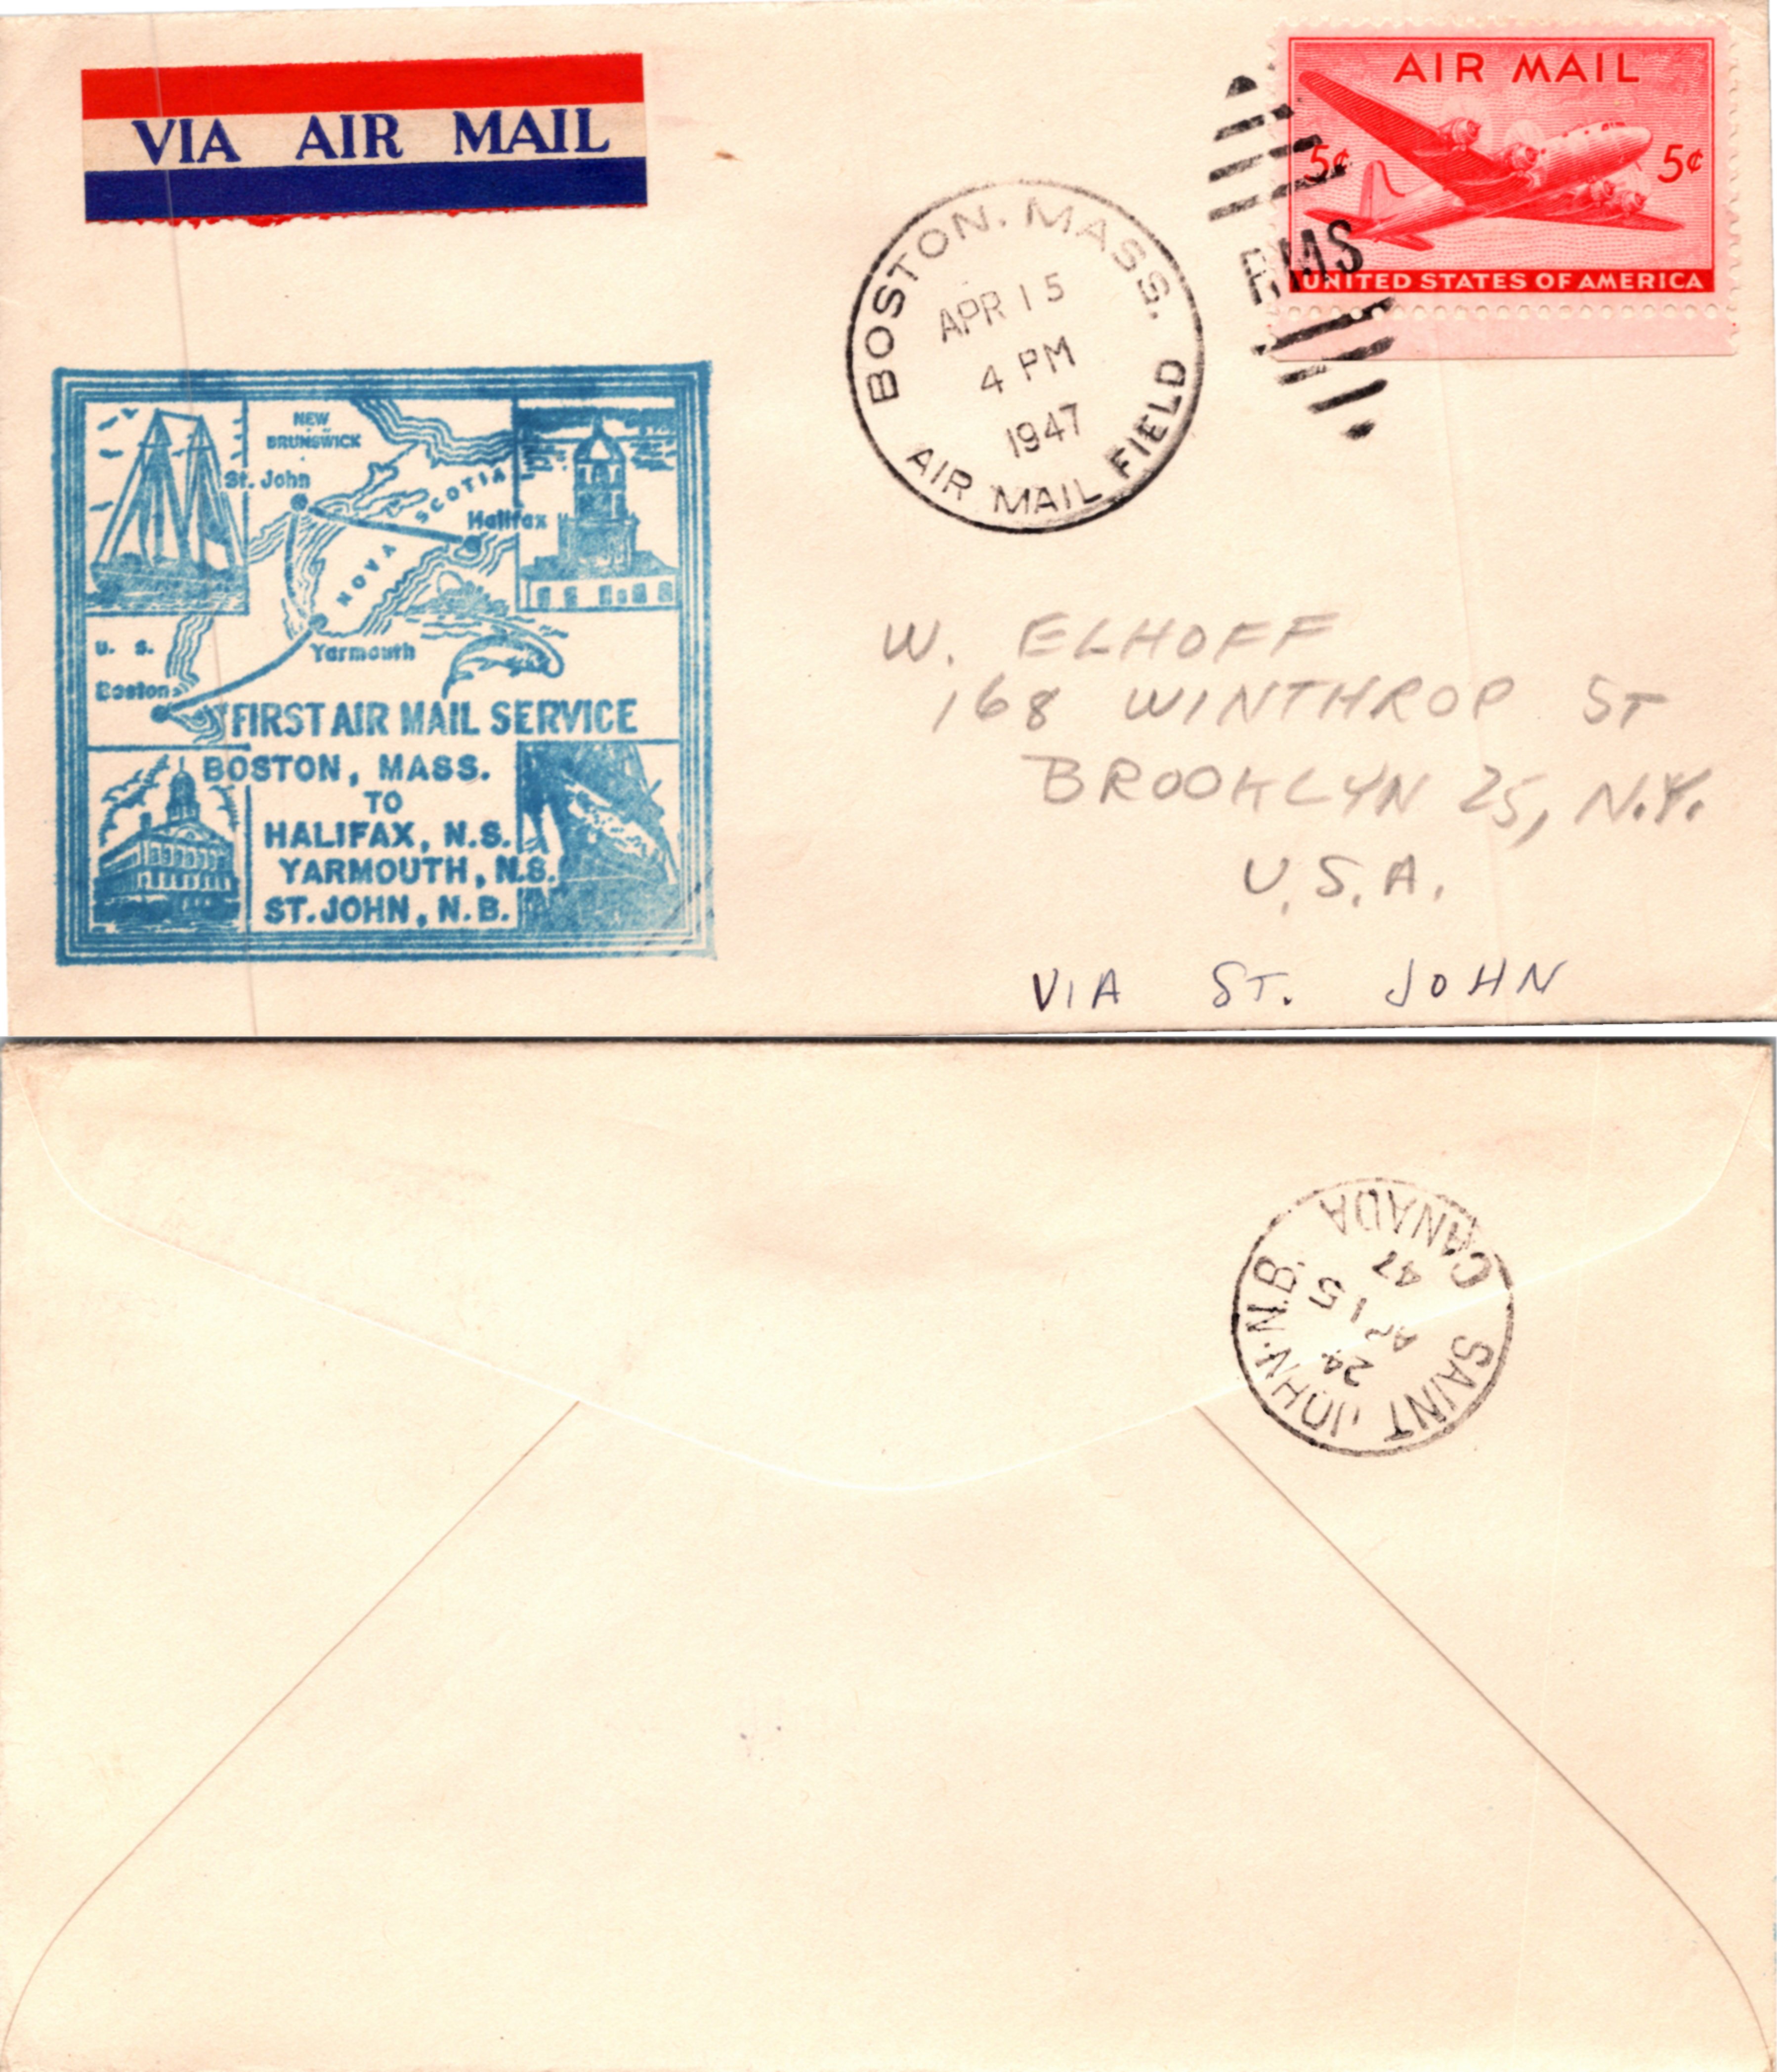 VIA AIR MAIL
AIR MAIL
5¢ 5¢
UNITED STATES OF AMERICA
RMS
BOSTON, MASS.
APR 15
4 PM
1947
AIR MAIL FIELD
NEW
BRUNSWICK
St. John
NOVA SCOTIA
Halifax
U. S.
Yarmouth
Boston
FIRST AIR MAIL SERVICE
BOSTON, MASS.
TO
HALIFAX, N.S.
YARMOUTH, N.S.
ST. JOHN, N. B.
W. ELHOFF
168 WINTHROP ST
BROOKLYN 25, N.Y.
U.S.A.
VIA ST. JOHN
SAINT JOHN. N.B.
24
AP
15
47
CANADA